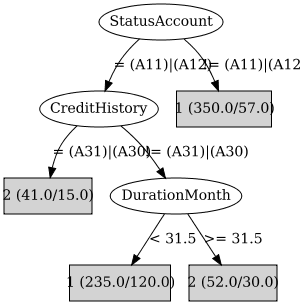 StatusAccount
= (A11)|(A12)
!= (A11)|(A12
CreditHistory
1 (350.0/57.0)
= (A31)|(A30)
!= (A31)|(A30)
2 (41.0/15.0)
DurationMonth
< 31.5
>= 31.5
1 (235.0/120.0)
2 (52.0/30.0)